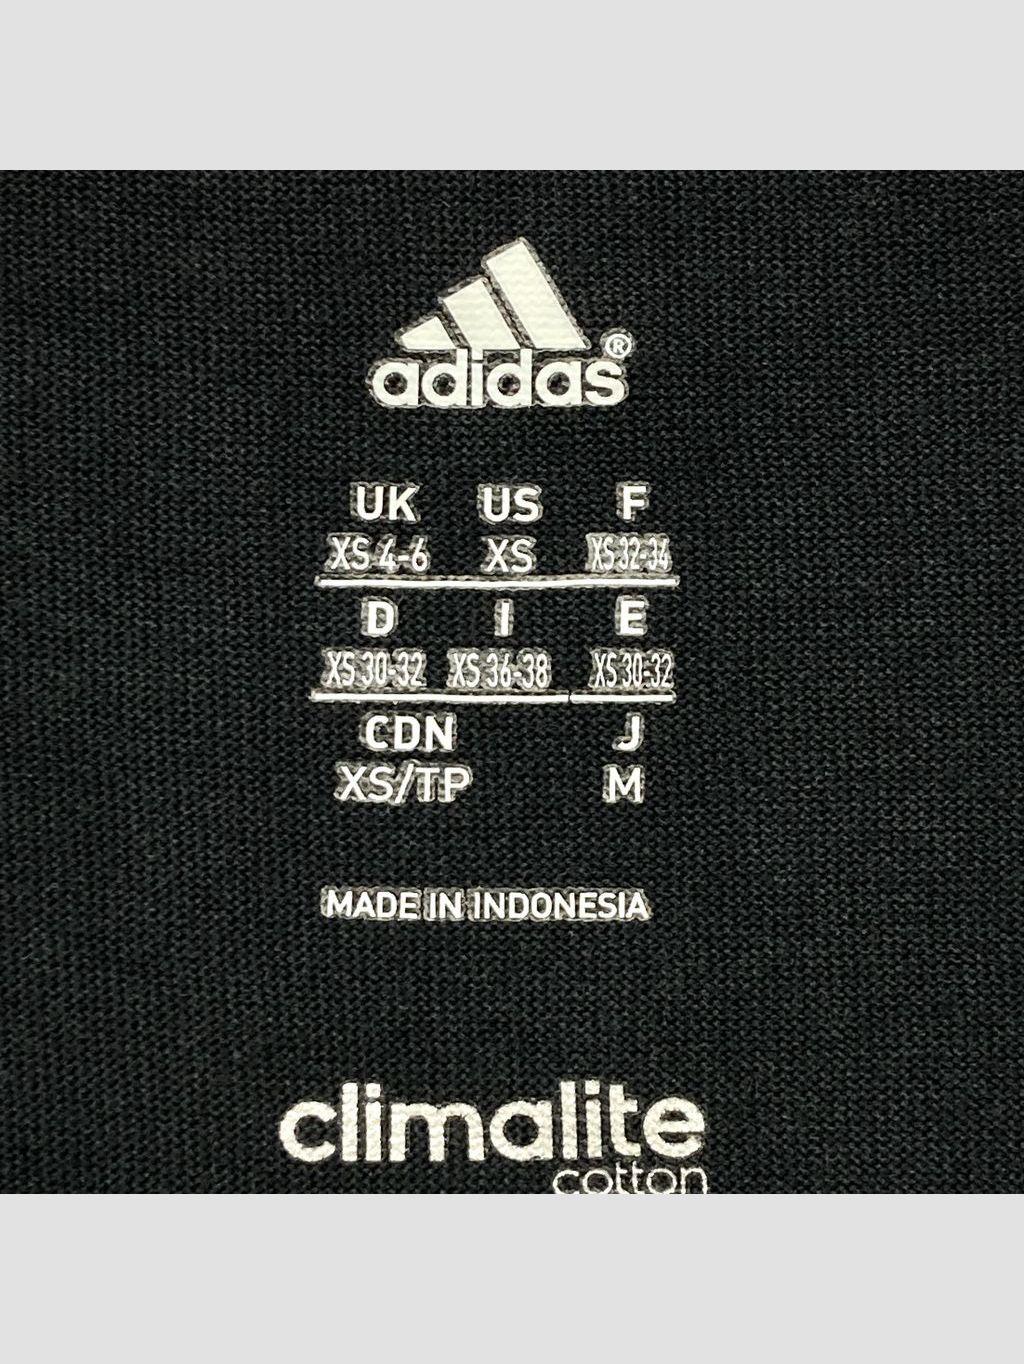 adidas®
UK US F
XS 4-6 XS XS 32-34
D I E
XS 30-32 XS 36-38 XS 30-32
CDN J
XS/TP M
MADE IN INDONESIA
climalite
cotton